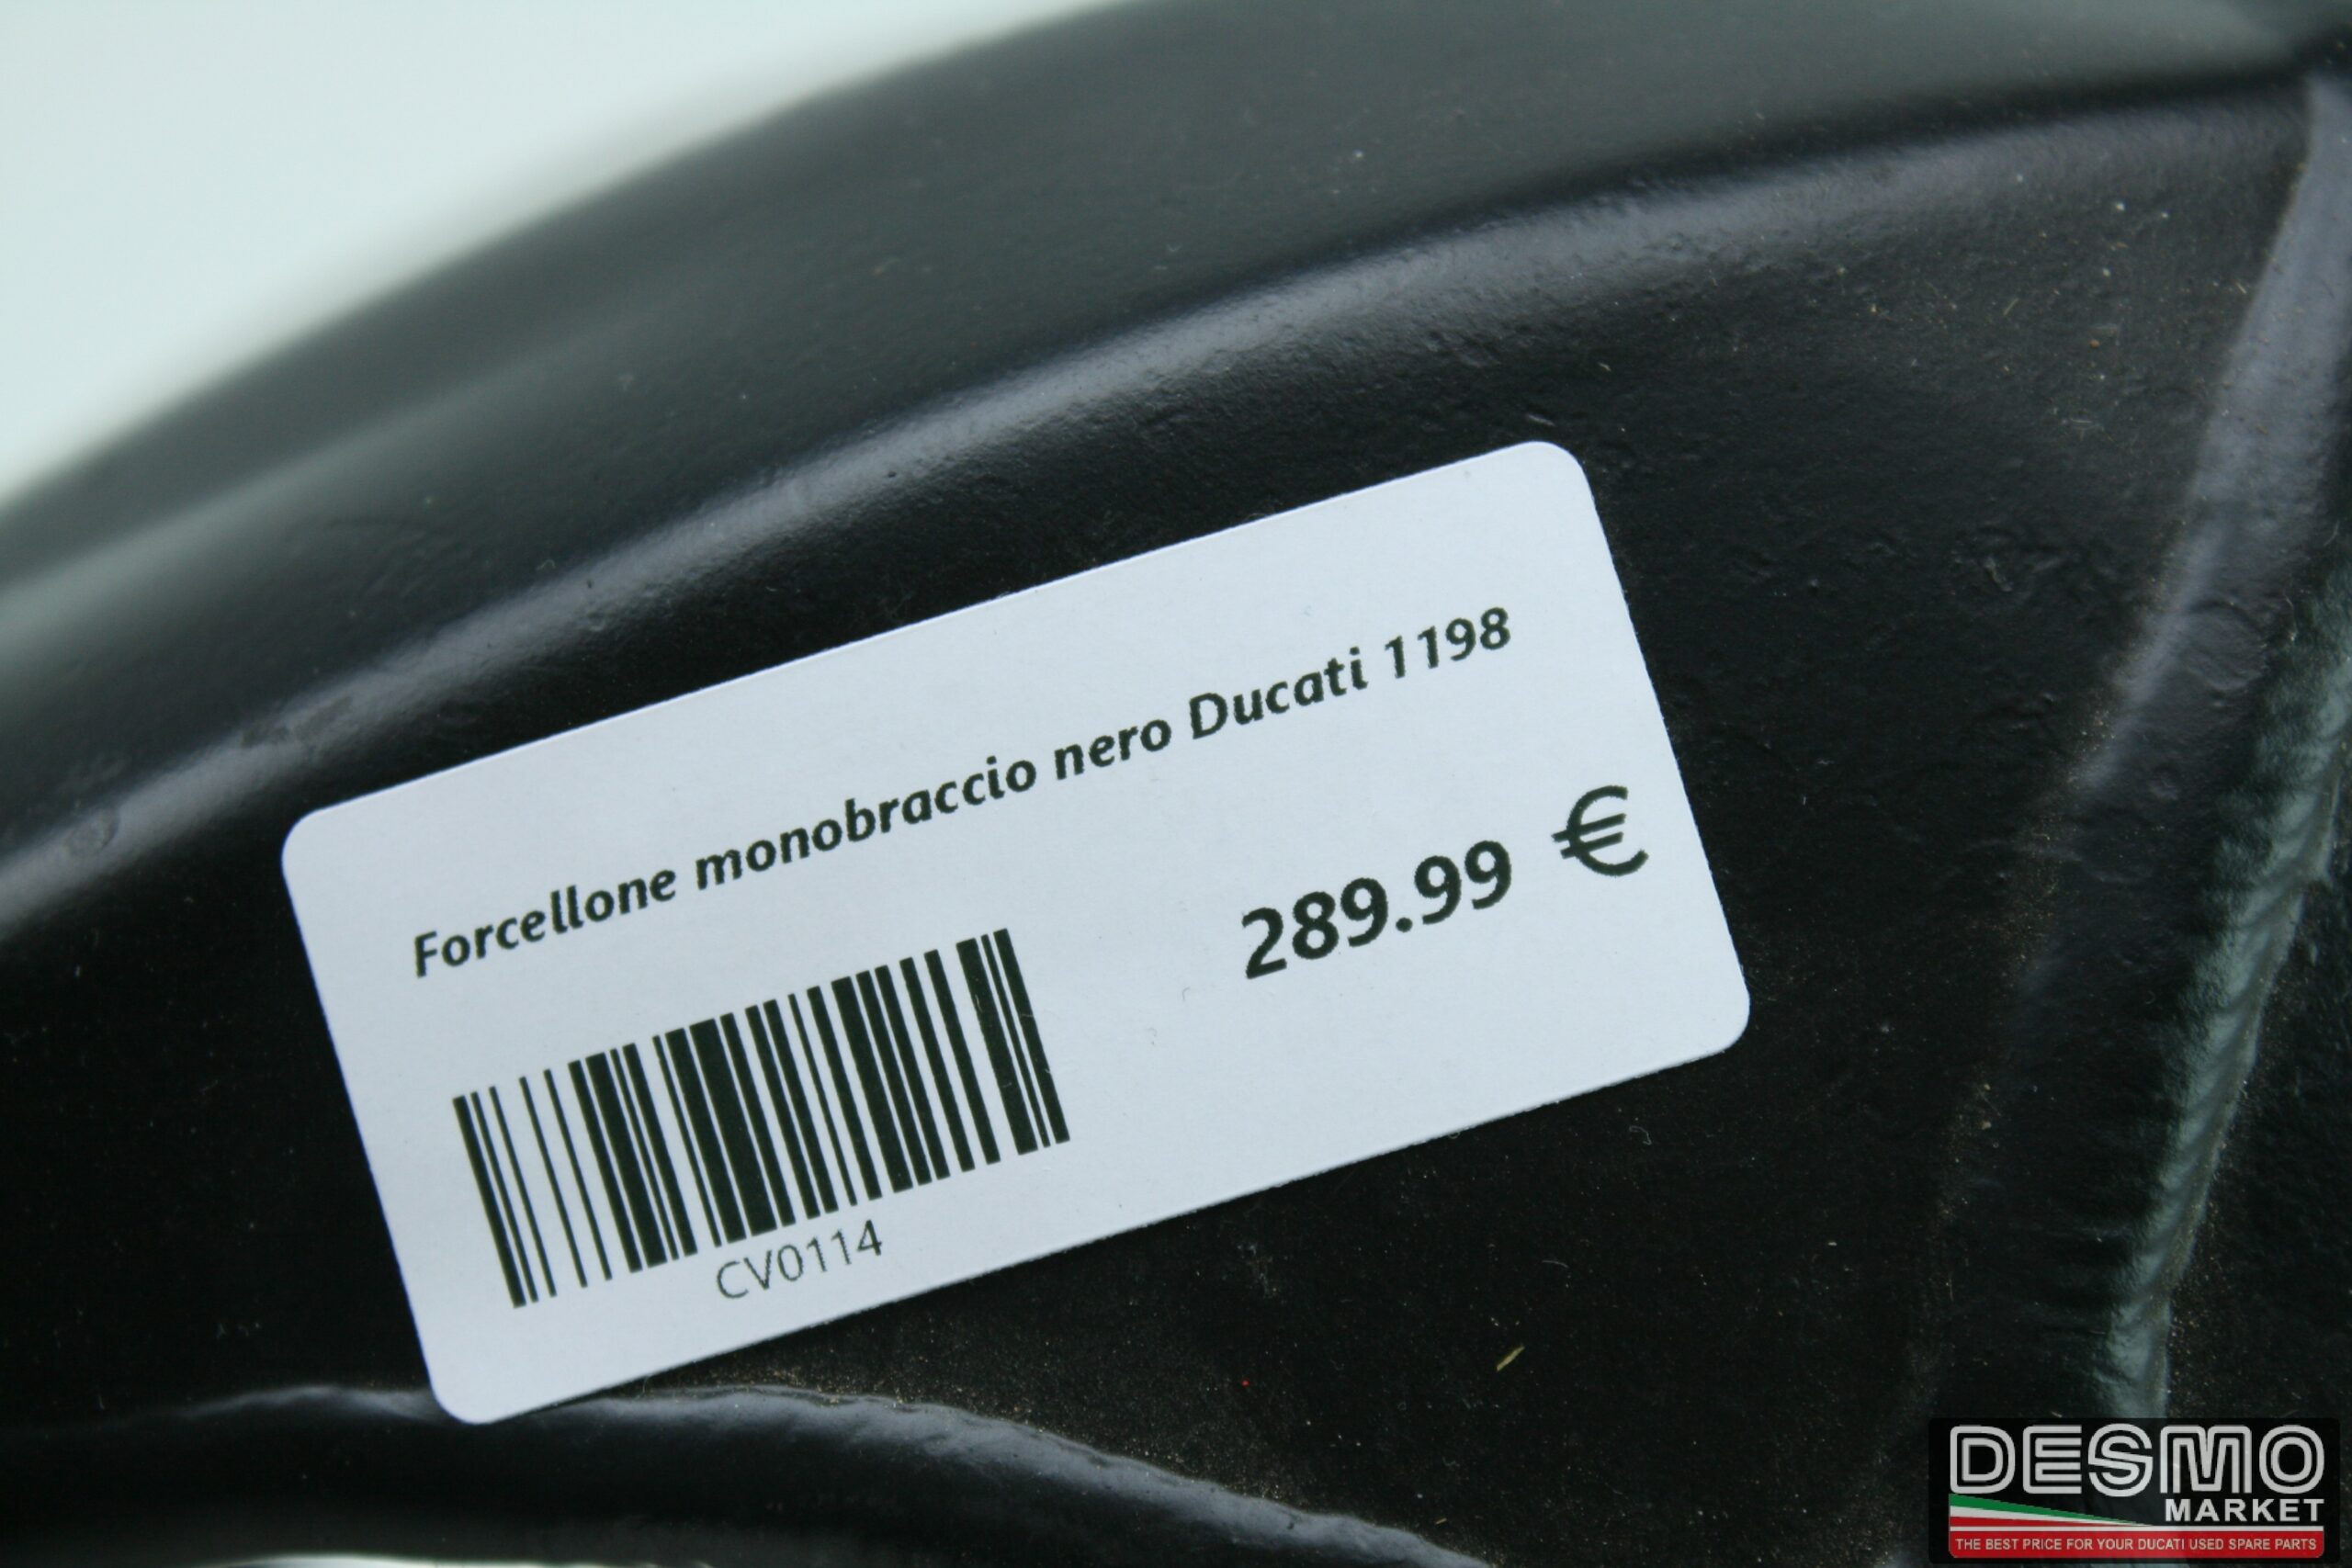 Forcellone monobraccio nero Ducati 1198
289.99 €
CV0114
DESMO
MARKET
THE BEST PRICE FOR YOUR DUCATI USED SPARE PARTS